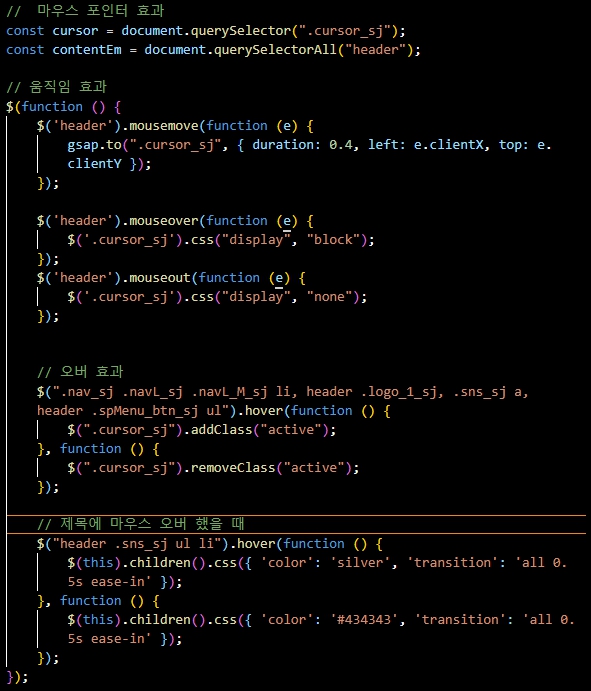 //  마우스 포인터 효과
const cursor = document.querySelector(".cursor_sj");
const contentEm = document.querySelectorAll("header");

// 움직임 효과
$(function () {
    $('header').mousemove(function (e) {
        gsap.to(".cursor_sj", { duration: 0.4, left: e.clientX, top: e.
        clientY });
    });

    $('header').mouseover(function (e) {
        $('.cursor_sj').css("display", "block");
    });
    $('header').mouseout(function (e) {
        $('.cursor_sj').css("display", "none");
    });


    // 오버 효과
    $(".nav_sj .navL_sj .navL_M_sj li, header .logo_1_sj, .sns_sj a,
    header .spMenu_btn_sj ul").hover(function () {
        $(".cursor_sj").addClass("active");
    }, function () {
        $(".cursor_sj").removeClass("active");
    });

    // 제목에 마우스 오버 했을 때
    $("header .sns_sj ul li").hover(function () {
        $(this).children().css({ 'color': 'silver', 'transition': 'all 0.
        5s ease-in' });
    }, function () {
        $(this).children().css({ 'color': '#434343', 'transition': 'all 0.
        5s ease-in' });
    });
});